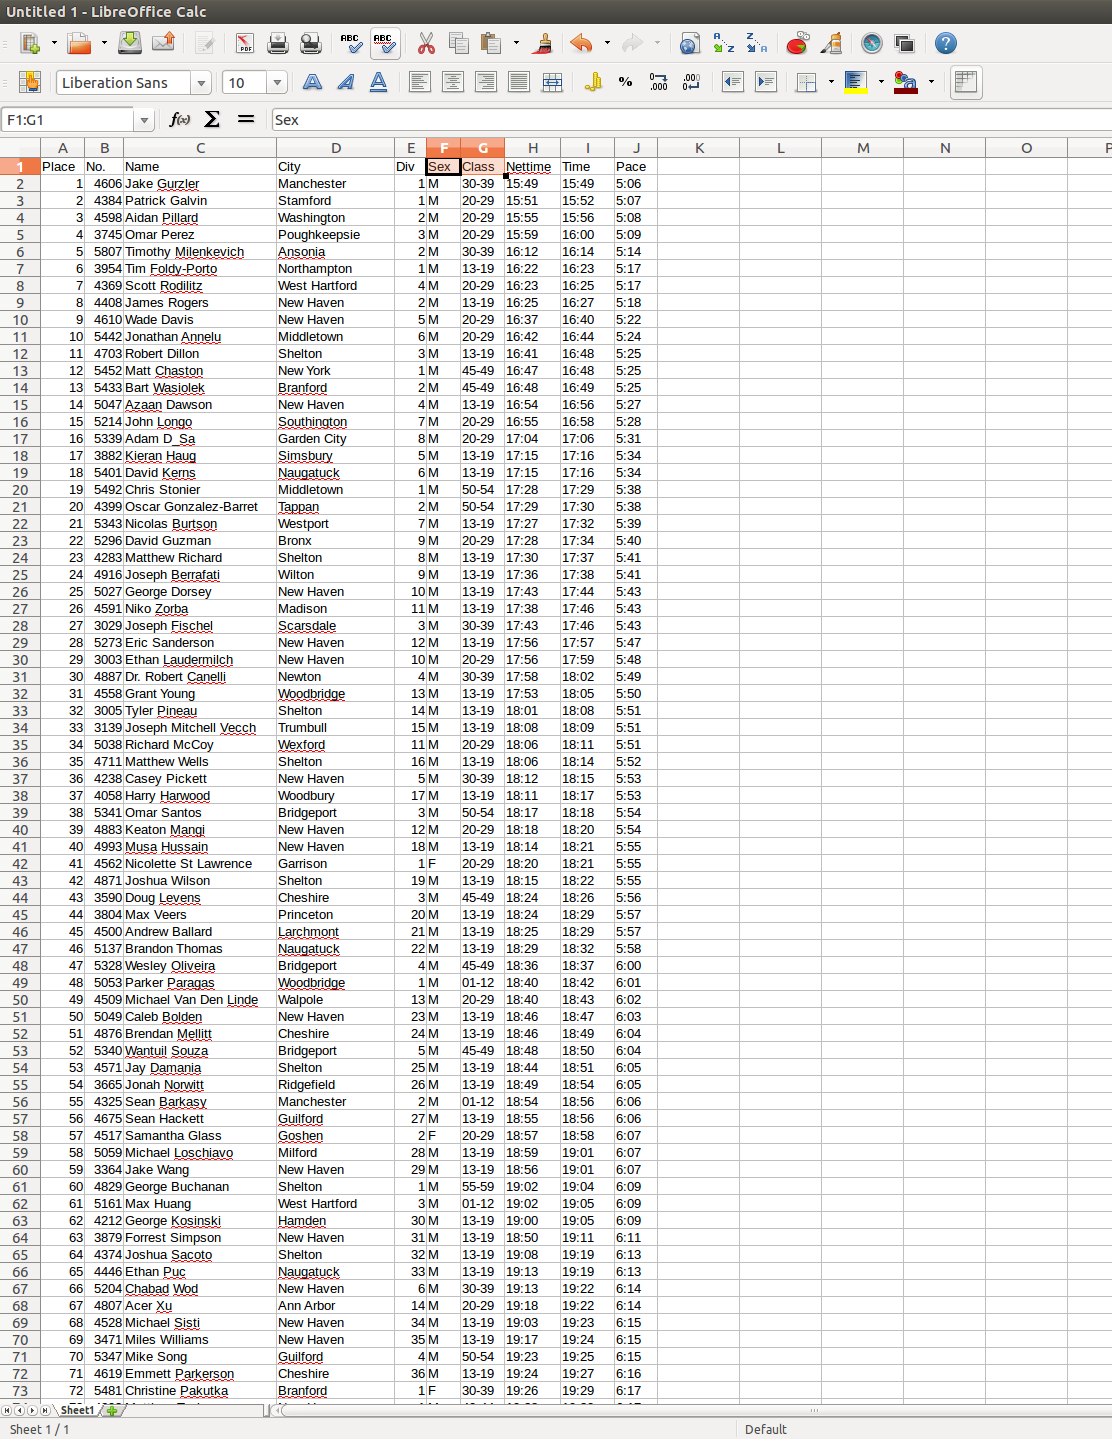 Untitled 1 - LibreOffice Calc
Liberation Sans 10
F1:G1 Sex
A B C D E F G H I J K L M N O P
1 Place No. Name City Div Sex Class Nettime Time Pace
2 1 4606 Jake Gurzler Manchester 1 M 30-39 15:49 15:49 5:06
3 2 4384 Patrick Galvin Stamford 1 M 20-29 15:51 15:52 5:07
4 3 4598 Aidan Pillard Washington 2 M 20-29 15:55 15:56 5:08
5 4 3745 Omar Perez Poughkeepsie 3 M 20-29 15:59 16:00 5:09
6 5 5807 Timothy Milenkevich Ansonia 2 M 30-39 16:12 16:14 5:14
7 6 3954 Tim Foldy-Porto Northampton 1 M 13-19 16:22 16:23 5:17
8 7 4369 Scott Rodilitz West Hartford 4 M 20-29 16:23 16:25 5:17
9 8 4408 James Rogers New Haven 2 M 13-19 16:25 16:27 5:18
10 9 4610 Wade Davis New Haven 5 M 20-29 16:37 16:40 5:22
11 10 5442 Jonathan Annelu Middletown 6 M 20-29 16:42 16:44 5:24
12 11 4703 Robert Dillon Shelton 3 M 13-19 16:41 16:48 5:25
13 12 5452 Matt Chaston New York 1 M 45-49 16:47 16:48 5:25
14 13 5433 Bart Wasiolek Branford 2 M 45-49 16:48 16:49 5:25
15 14 5047 Azaan Dawson New Haven 4 M 13-19 16:54 16:56 5:27
16 15 5214 John Longo Southington 7 M 20-29 16:55 16:58 5:28
17 16 5339 Adam D_Sa Garden City 8 M 20-29 17:04 17:06 5:31
18 17 3882 Kieran Haug Simsbury 5 M 13-19 17:15 17:16 5:34
19 18 5401 David Kerns Naugatuck 6 M 13-19 17:15 17:16 5:34
20 19 5492 Chris Stonier Middletown 1 M 50-54 17:28 17:29 5:38
21 20 4399 Oscar Gonzalez-Barret Tappan 2 M 50-54 17:29 17:30 5:38
22 21 5343 Nicolas Burtson Westport 7 M 13-19 17:27 17:32 5:39
23 22 5296 David Guzman Bronx 9 M 20-29 17:28 17:34 5:40
24 23 4283 Matthew Richard Shelton 8 M 13-19 17:30 17:37 5:41
25 24 4916 Joseph Berrafati Wilton 9 M 13-19 17:36 17:38 5:41
26 25 5027 George Dorsey New Haven 10 M 13-19 17:43 17:44 5:43
27 26 4591 Niko Zorba Madison 11 M 13-19 17:38 17:46 5:43
28 27 3029 Joseph Fischel Scarsdale 3 M 30-39 17:43 17:46 5:43
29 28 5273 Eric Sanderson New Haven 12 M 13-19 17:56 17:57 5:47
30 29 3003 Ethan Laudermilch New Haven 10 M 20-29 17:56 17:59 5:48
31 30 4887 Dr. Robert Canelli Newton 4 M 30-39 17:58 18:02 5:49
32 31 4558 Grant Young Woodbridge 13 M 13-19 17:53 18:05 5:50
33 32 3005 Tyler Pineau Shelton 14 M 13-19 18:01 18:08 5:51
34 33 3139 Joseph Mitchell Vecch Trumbull 15 M 13-19 18:08 18:09 5:51
35 34 5038 Richard McCoy Wexford 11 M 20-29 18:06 18:11 5:51
36 35 4711 Matthew Wells Shelton 16 M 13-19 18:06 18:14 5:52
37 36 4238 Casey Pickett New Haven 5 M 30-39 18:12 18:15 5:53
38 37 4058 Harry Harwood Woodbury 17 M 13-19 18:11 18:17 5:53
39 38 5341 Omar Santos Bridgeport 3 M 50-54 18:17 18:18 5:54
40 39 4883 Keaton Mangi New Haven 12 M 20-29 18:18 18:20 5:54
41 40 4993 Musa Hussain New Haven 18 M 13-19 18:14 18:21 5:55
42 41 4562 Nicolette St Lawrence Garrison 1 F 20-29 18:20 18:21 5:55
43 42 4871 Joshua Wilson Shelton 19 M 13-19 18:15 18:22 5:55
44 43 3590 Doug Levens Cheshire 3 M 45-49 18:24 18:26 5:56
45 44 3804 Max Veers Princeton 20 M 13-19 18:24 18:29 5:57
46 45 4500 Andrew Ballard Larchmont 21 M 13-19 18:25 18:29 5:57
47 46 5137 Brandon Thomas Naugatuck 22 M 13-19 18:29 18:32 5:58
48 47 5328 Wesley Oliveira Bridgeport 4 M 45-49 18:36 18:37 6:00
49 48 5053 Parker Paragas Woodbridge 1 M 01-12 18:40 18:42 6:01
50 49 4509 Michael Van Den Linde Walpole 13 M 20-29 18:40 18:43 6:02
51 50 5049 Caleb Bolden New Haven 23 M 13-19 18:46 18:47 6:03
52 51 4876 Brendan Mellitt Cheshire 24 M 13-19 18:46 18:49 6:04
53 52 5340 Wantuil Souza Bridgeport 5 M 45-49 18:48 18:50 6:04
54 53 4571 Jay Damania Shelton 25 M 13-19 18:44 18:51 6:05
55 54 3665 Jonah Norwitt Ridgefield 26 M 13-19 18:49 18:54 6:05
56 55 4325 Sean Barkasy Manchester 2 M 01-12 18:54 18:56 6:06
57 56 4675 Sean Hackett Guilford 27 M 13-19 18:55 18:56 6:06
58 57 4517 Samantha Glass Goshen 2 F 20-29 18:57 18:58 6:07
59 58 5059 Michael Loschiavo Milford 28 M 13-19 18:59 19:01 6:07
60 59 3364 Jake Wang New Haven 29 M 13-19 18:56 19:01 6:07
61 60 4829 George Buchanan Shelton 1 M 55-59 19:02 19:04 6:09
62 61 5161 Max Huang West Hartford 3 M 01-12 19:02 19:05 6:09
63 62 4212 George Kosinski Hamden 30 M 13-19 19:00 19:05 6:09
64 63 3879 Forrest Simpson New Haven 31 M 13-19 18:50 19:11 6:11
65 64 4374 Joshua Sacoto Shelton 32 M 13-19 19:08 19:19 6:13
66 65 4446 Ethan Puc Naugatuck 33 M 13-19 19:13 19:19 6:13
67 66 5204 Chabad Wod New Haven 6 M 30-39 19:13 19:22 6:14
68 67 4807 Acer Xu Ann Arbor 14 M 20-29 19:18 19:22 6:14
69 68 4528 Michael Sisti New Haven 34 M 13-19 19:03 19:23 6:15
70 69 3471 Miles Williams New Haven 35 M 13-19 19:17 19:24 6:15
71 70 5347 Mike Song Guilford 4 M 50-54 19:23 19:25 6:15
72 71 4619 Emmett Parkerson Cheshire 36 M 13-19 19:24 19:27 6:16
73 72 5481 Christine Pakutka Branford 1 F 30-39 19:26 19:29 6:17
Sheet1
Sheet 1 / 1 Default